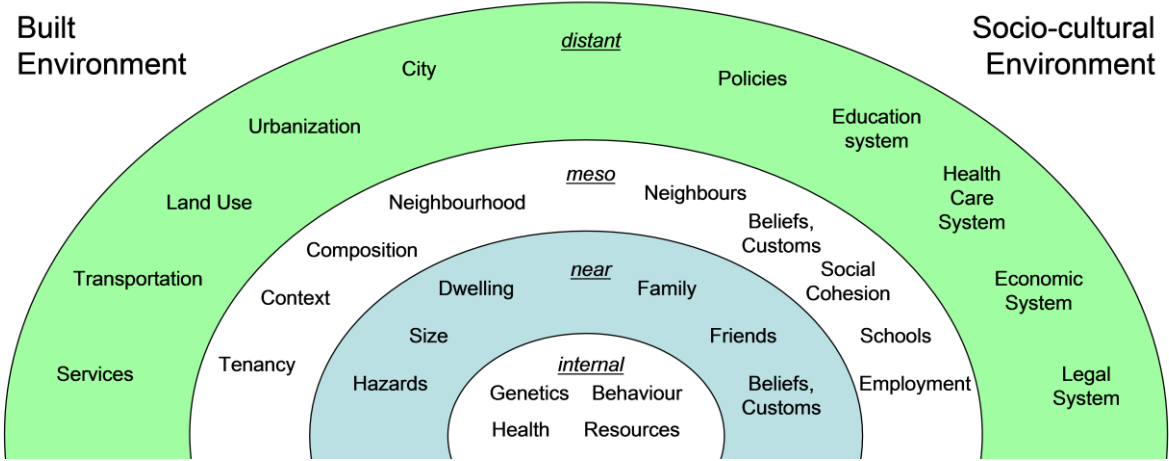 Built
Environment
Socio-cultural
Environment
distant
City
Policies
Urbanization
Education
system
Land Use
Health
Care
System
Transportation
Economic
System
Services
Legal
System
meso
Neighbourhood
Neighbours
Composition
Beliefs,
Customs
Context
Social
Cohesion
Tenancy
Schools
Employment
near
Dwelling
Family
Size
Friends
Hazards
Beliefs,
Customs
internal
Genetics
Behaviour
Health
Resources